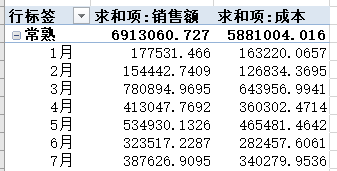 行标签 求和项:销售额 求和项:成本
常熟 6913060.727 5881004.016
1月 177531.466 163220.0657
2月 154442.7409 126834.3695
3月 780894.9695 643956.9941
4月 413047.7692 360302.4714
5月 534930.1326 465481.4642
6月 323517.2287 282457.6061
7月 387626.9095 340279.9536